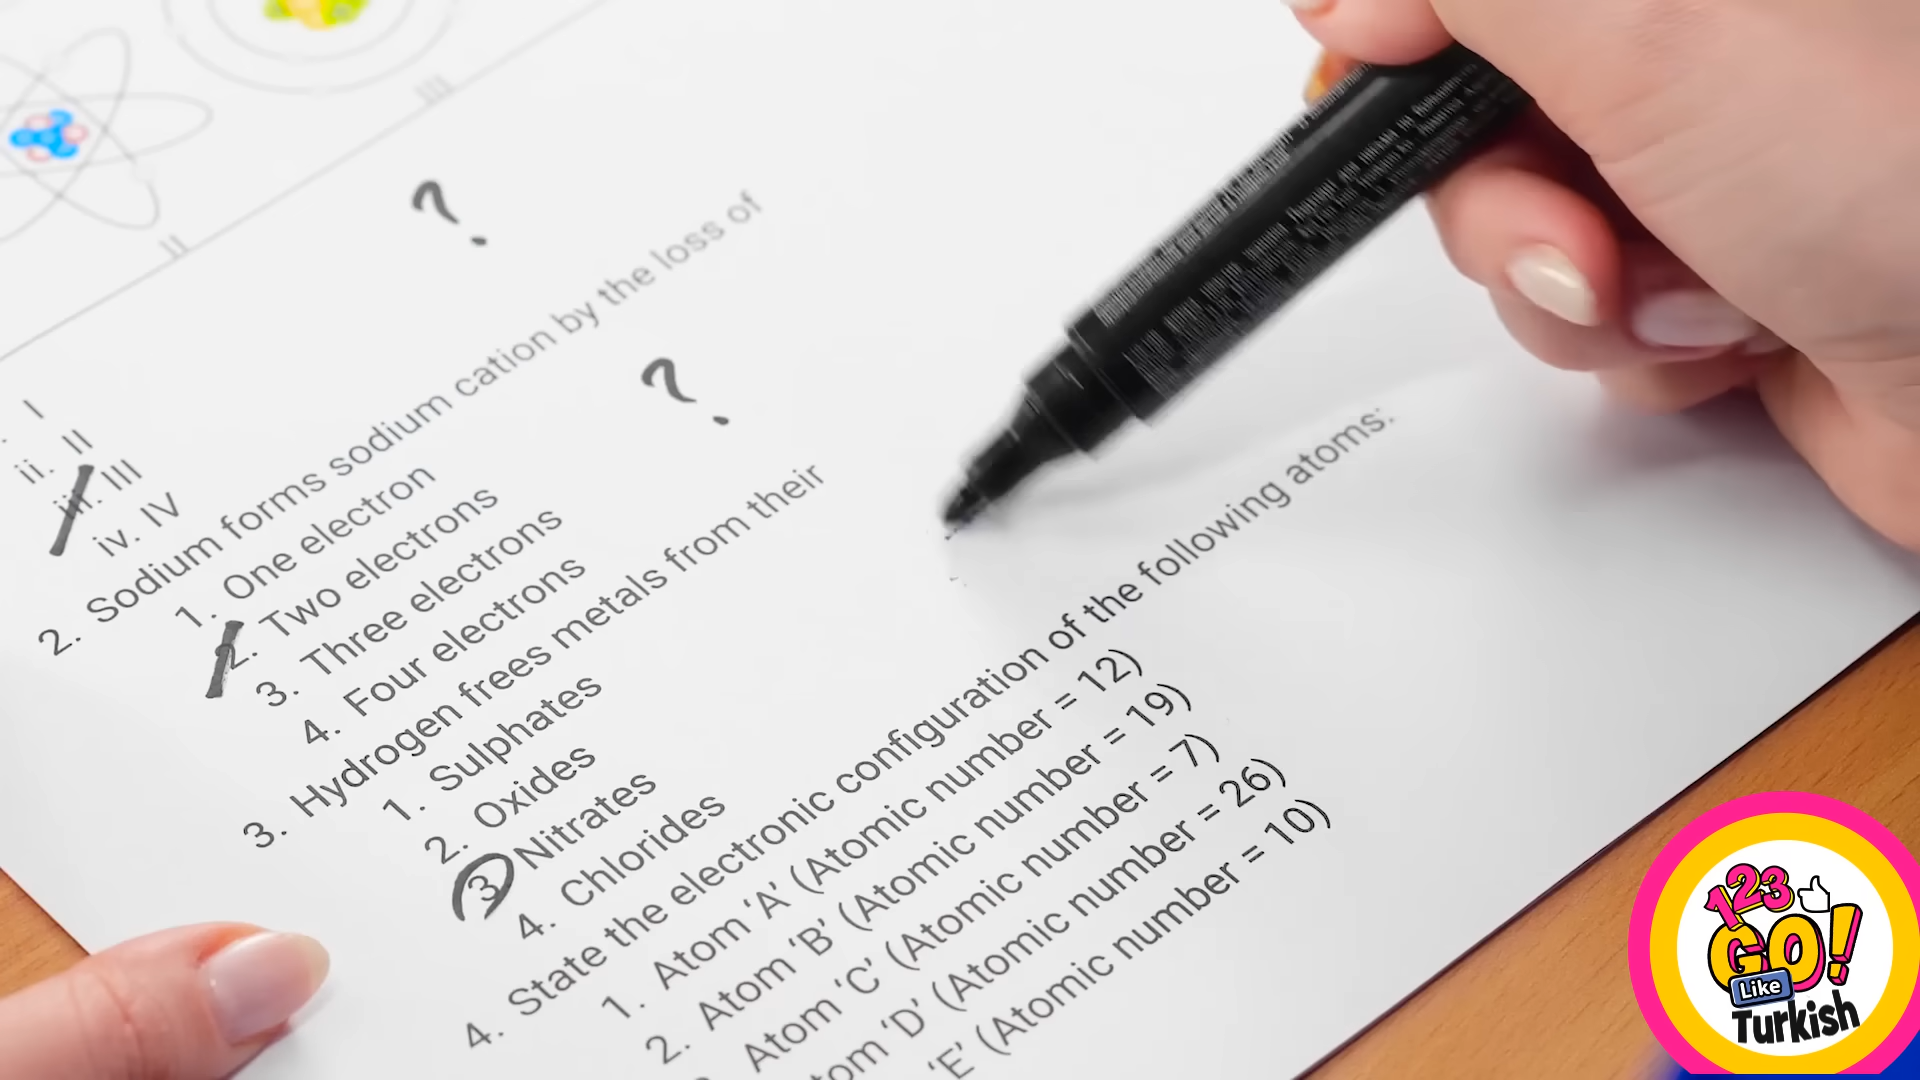 III
II
?
. I
ii. II
iii. III
iv. IV
2. Sodium forms sodium cation by the loss of
1. One electron
2. Two electrons
3. Three electrons
4. Four electrons
?
3. Hydrogen frees metals from their
1. Sulphates
2. Oxides
3 Nitrates
4. Chlorides
4. State the electronic configuration of the following atoms:
1. Atom ‘A’ (Atomic number = 12)
2. Atom ‘B’ (Atomic number = 19)
Atom ‘C’ (Atomic number = 7)
tom ‘D’ (Atomic number = 26)
‘E’ (Atomic number = 10)
123
GO!
Like
Turkish